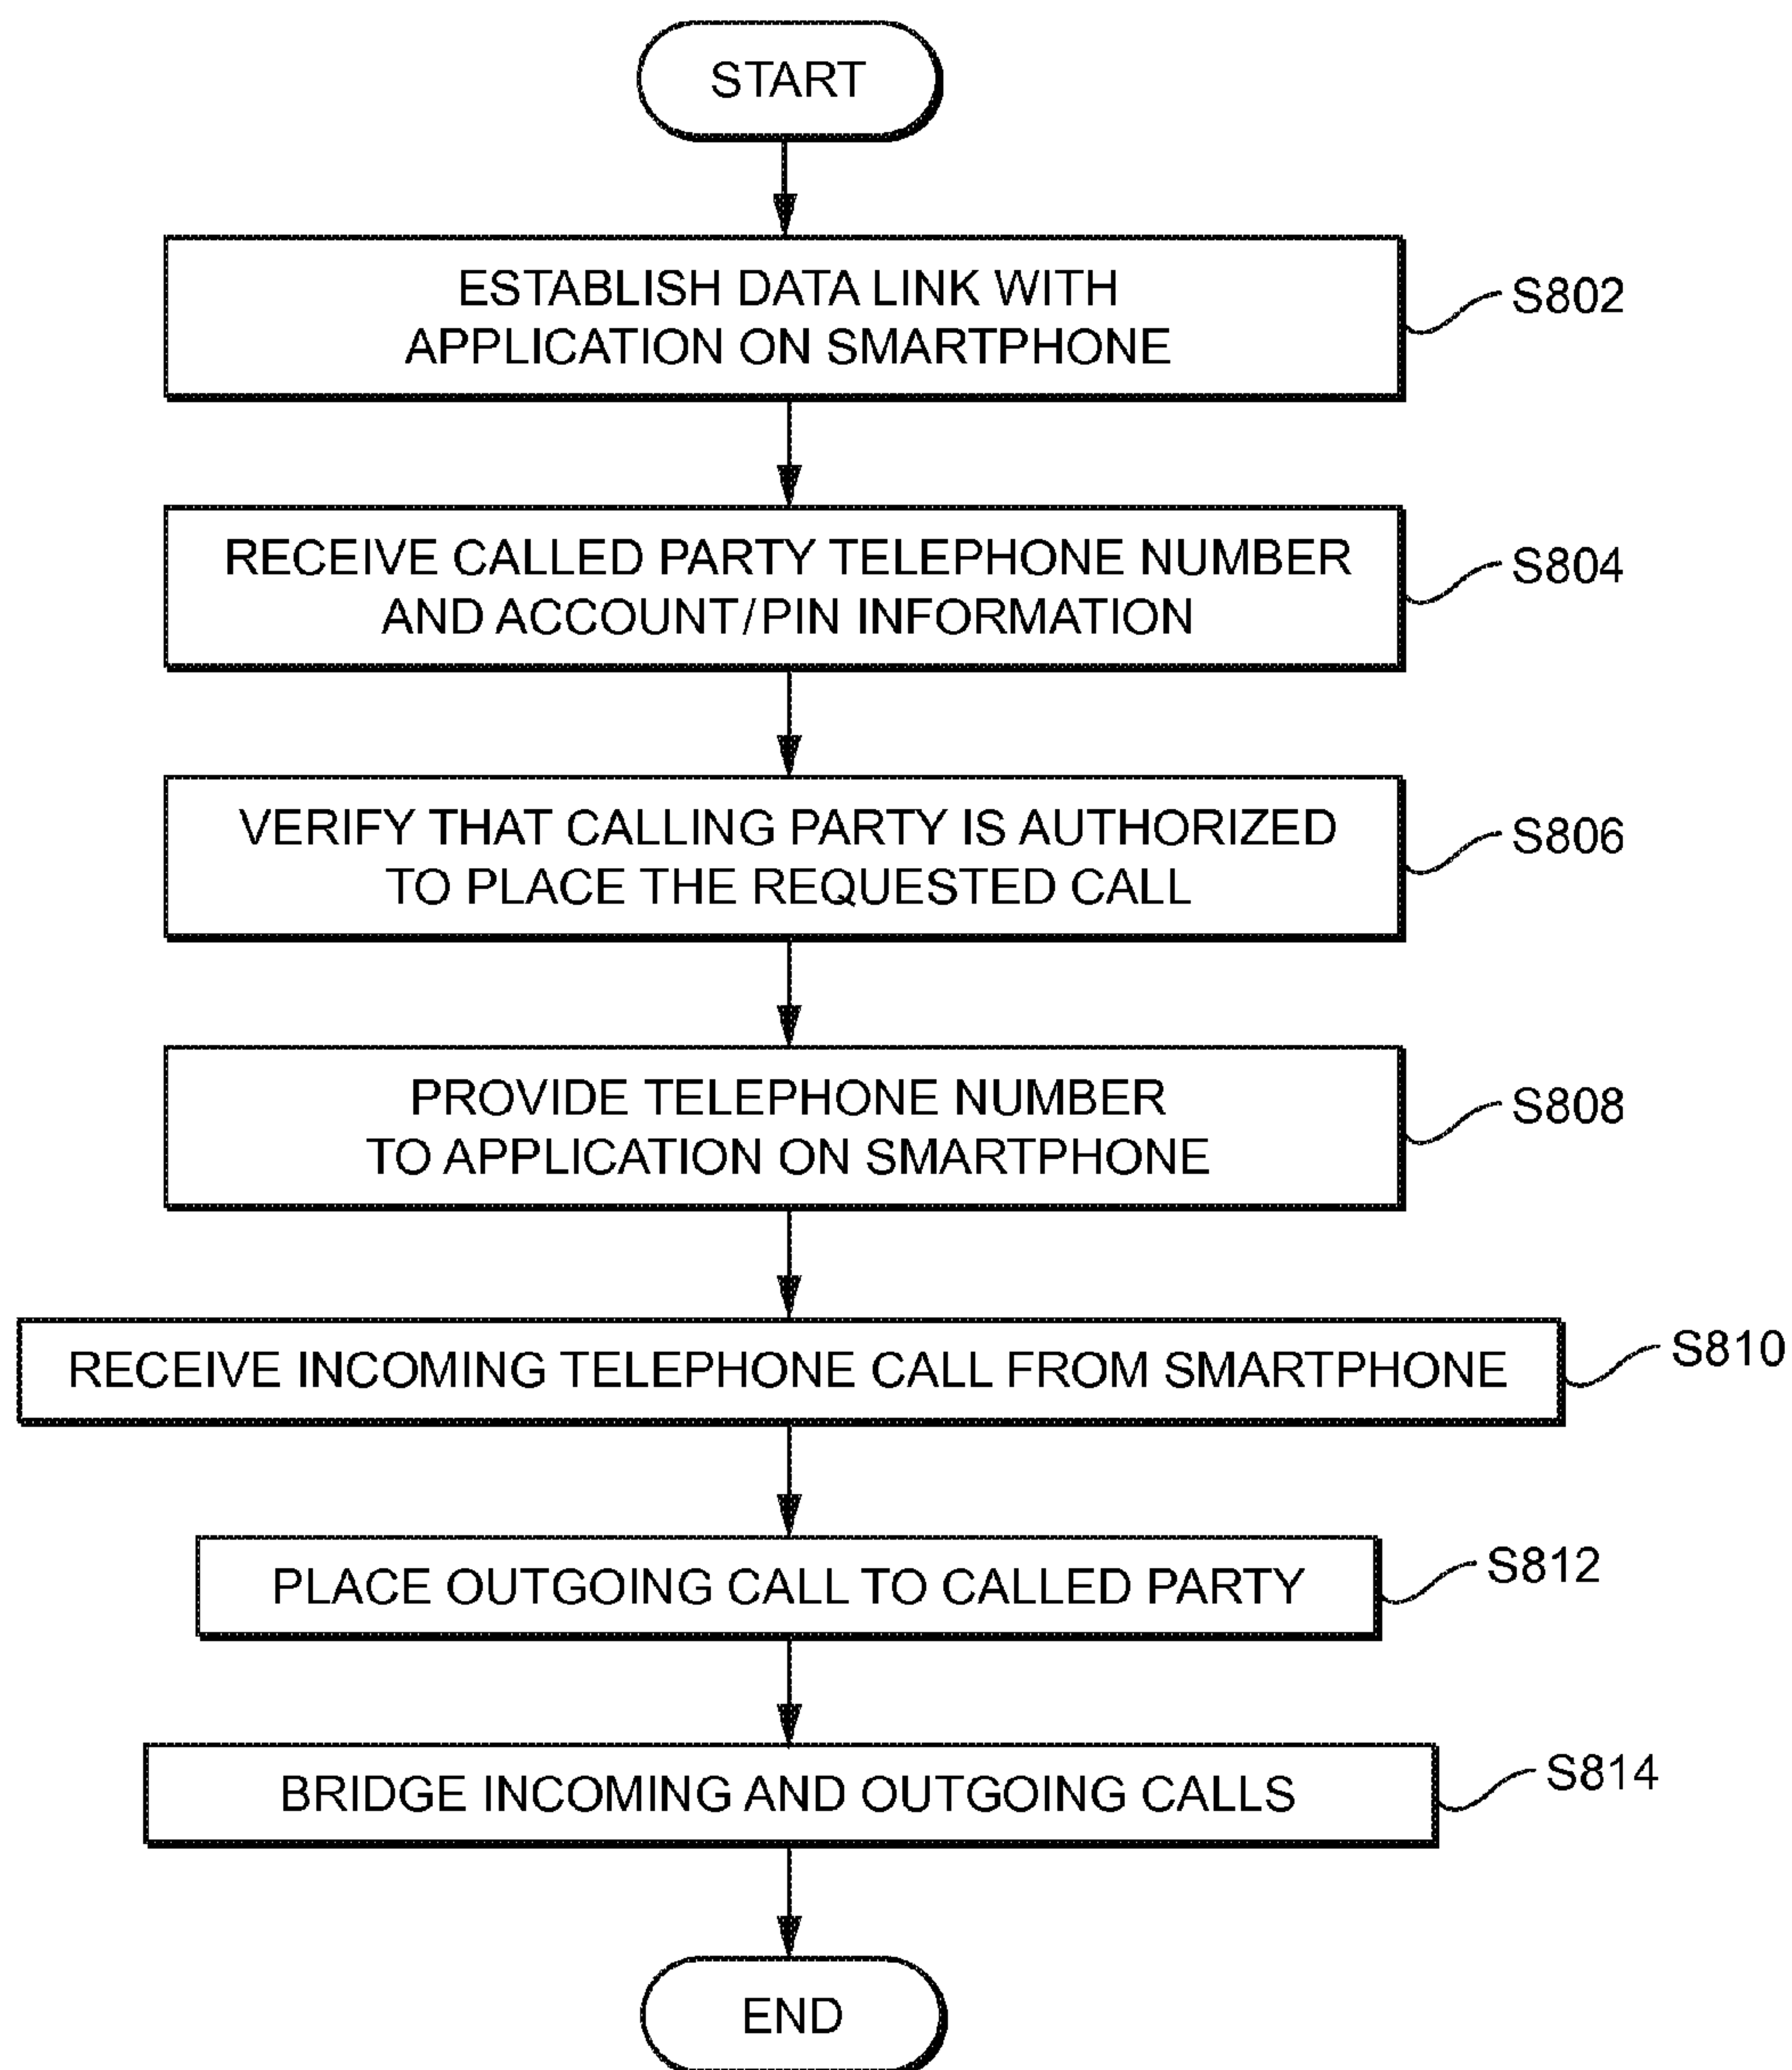 START
ESTABLISH DATA LINK WITH
APPLICATION ON SMARTPHONE
S802
RECEIVE CALLED PARTY TELEPHONE NUMBER
AND ACCOUNT/PIN INFORMATION
S804
VERIFY THAT CALLING PARTY IS AUTHORIZED
TO PLACE THE REQUESTED CALL
S806
PROVIDE TELEPHONE NUMBER
TO APPLICATION ON SMARTPHONE
S808
RECEIVE INCOMING TELEPHONE CALL FROM SMARTPHONE
S810
PLACE OUTGOING CALL TO CALLED PARTY
S812
BRIDGE INCOMING AND OUTGOING CALLS
S814
END